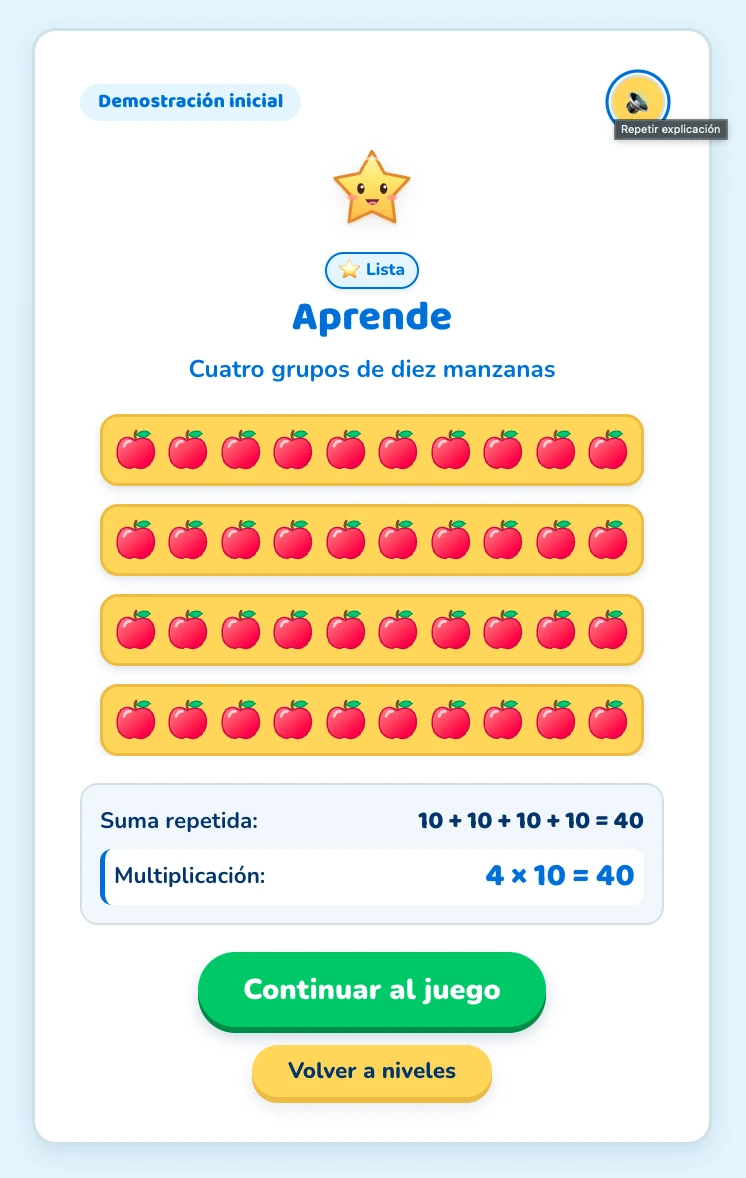 Demostración inicial
Repetir explicación
Lista
Aprende
Cuatro grupos de diez manzanas
Suma repetida: 10 + 10 + 10 + 10 = 40
Multiplicación: 4 × 10 = 40
Continuar al juego
Volver a niveles